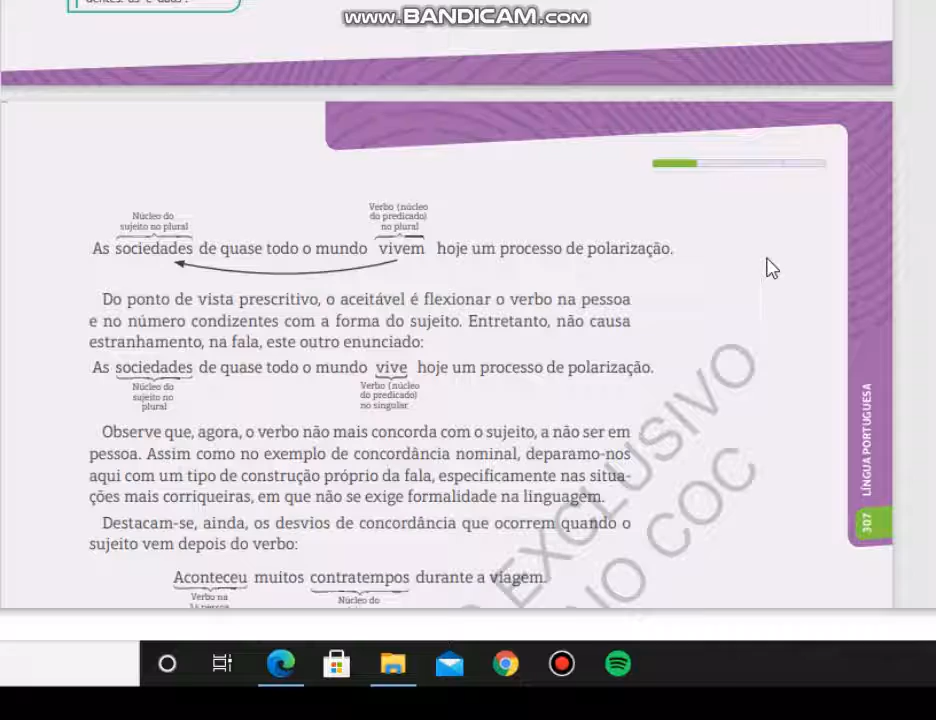 dentes: us e abas?
www.BANDICAM.com
Núcleo do
sujeito no plural
Verbo (núcleo
do predicado)
no plural
As sociedades de quase todo o mundo vivem hoje um processo de polarização.
Do ponto de vista prescritivo, o aceitável é flexionar o verbo na pessoa
e no número condizentes com a forma do sujeito. Entretanto, não causa
estranhamento, na fala, este outro enunciado:
As sociedades de quase todo o mundo vive hoje um processo de polarização.
Núcleo do
sujeito no
plural
Verbo (núcleo
do predicado)
no singular
Observe que, agora, o verbo não mais concorda com o sujeito, a não ser em
pessoa. Assim como no exemplo de concordância nominal, deparamo-nos
aqui com um tipo de construção próprio da fala, especificamente nas situa-
ções mais corriqueiras, em que não se exige formalidade na linguagem.
Destacam-se, ainda, os desvios de concordância que ocorrem quando o
sujeito vem depois do verbo:
Aconteceu muitos contratempos durante a viagem.
Verbo na
Núcleo do
EXCLUSIVO
NO COC
LÍNGUA PORTUGUESA
307